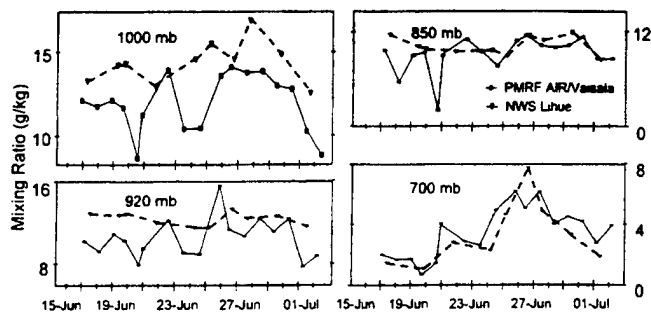 1000 mb
15
10
Mixing Ratio (g/kg)
920 mb
16
8
15-Jun 19-Jun 23-Jun 27-Jun 01-Jul
850 mb
12
0
PMRF AIR/Vaisala
NWS Lihue
700 mb
8
4
0
15-Jun 19-Jun 23-Jun 27-Jun 01-Jul